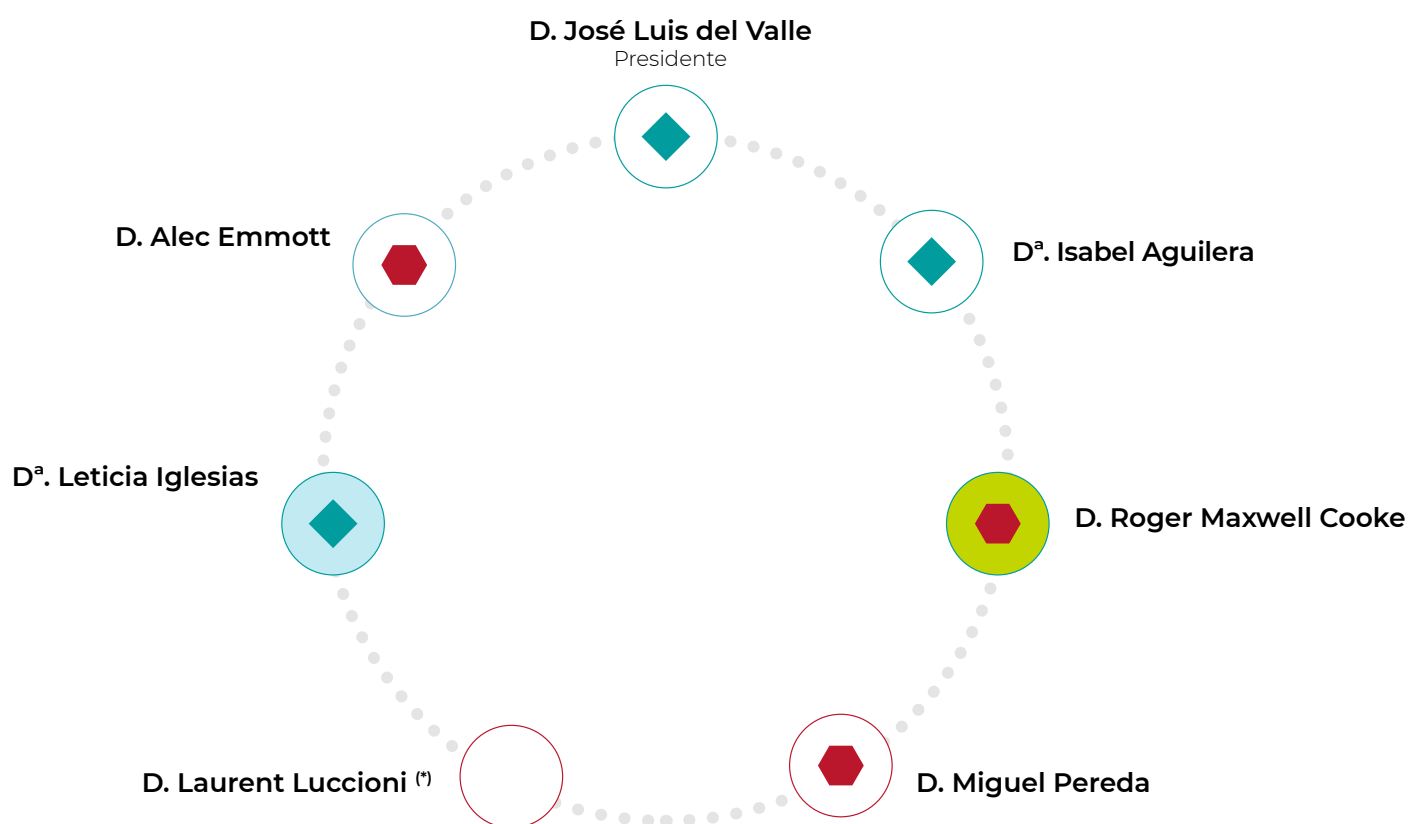 D. José Luis del Valle
Presidente
D. Alec Emmott
Dª. Isabel Aguilera
Dª. Leticia Iglesias
D. Roger Maxwell Cooke
D. Laurent Luccioni (*)
D. Miguel Pereda